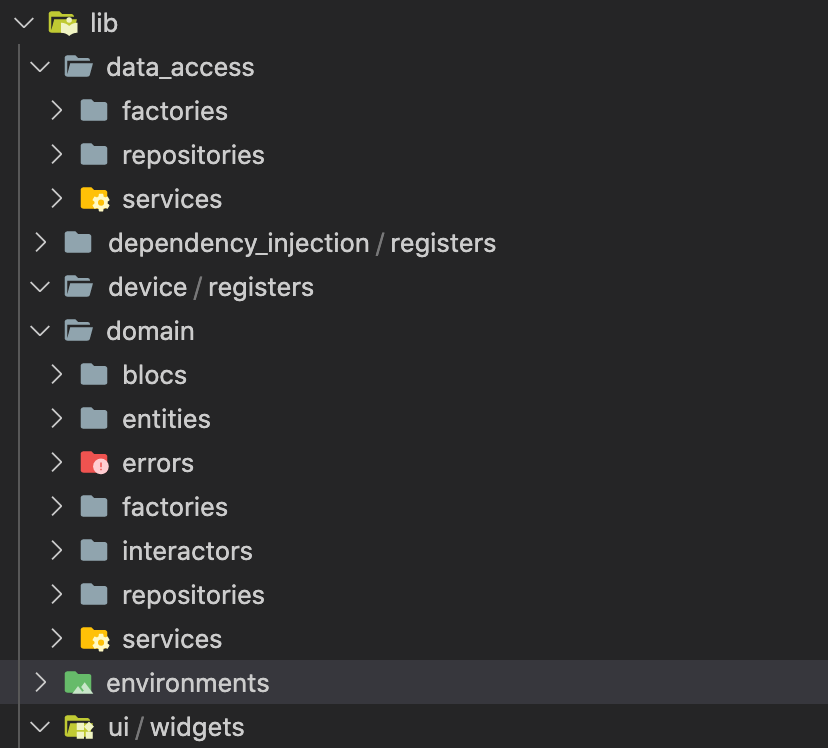 lib
data_access
factories
repositories
services
dependency_injection / registers
device / registers
domain
blocs
entities
errors
factories
interactors
repositories
services
environments
ui / widgets